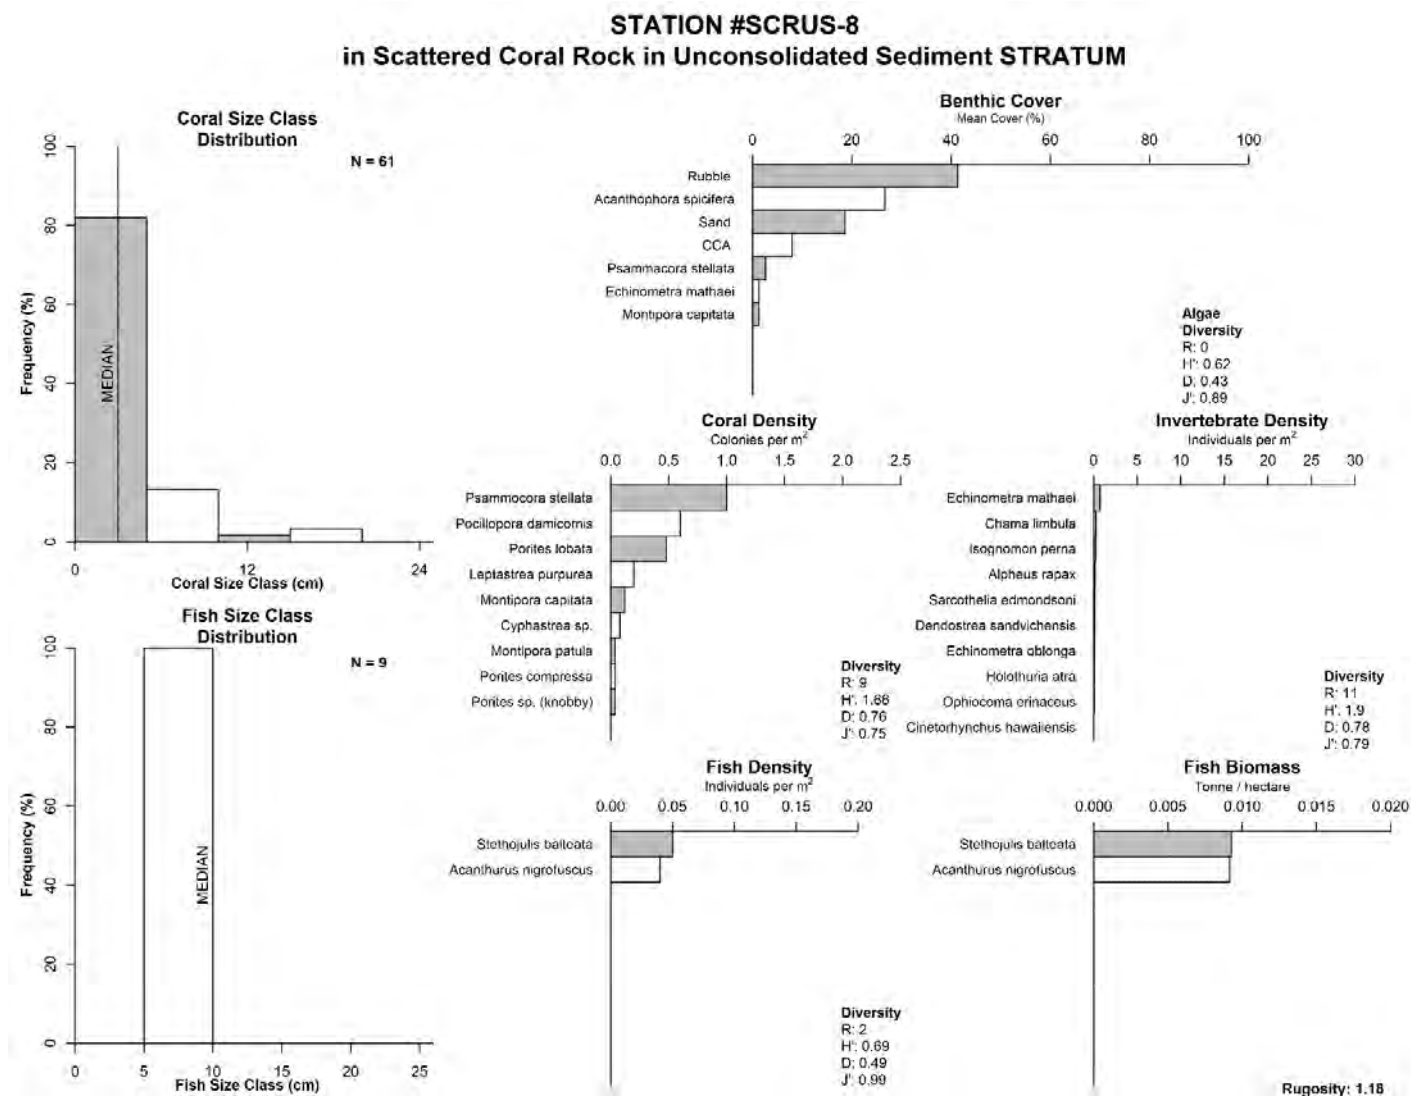 STATION #SCRUS-8
in Scattered Coral Rock in Unconsolidated Sediment STRATUM
Coral Size Class
Distribution
N = 61
Frequency (%)
0 20 40 60 80 100
MEDIAN
0 12 24
Coral Size Class (cm)
Benthic Cover
Mean Cover (%)
0 20 40 60 80 100
Rubble
Acanthophora spicifera
Sand
CCA
Psammacora stellata
Echinometra mathaei
Montipora capitata
Algae
Diversity
R: 0
H': 0.62
D: 0.43
J': 0.89
Coral Density
Colonies per m²
0.0 0.5 1.0 1.5 2.0 2.5
Psammocora stellata
Pocillopora damicornis
Porites lobata
Leptastrea purpurea
Montipora capitata
Cyphastrea sp.
Montipora patula
Porites compressa
Porites sp. (knobby)
Diversity
R: 9
H': 1.66
D: 0.76
J': 0.75
Invertebrate Density
Individuals per m²
0 5 10 15 20 25 30
Echinometra mathaei
Chama limbula
Isognomon perna
Alpheus rapax
Sarcothelia edmondsoni
Dendostrea sandvichensis
Echinometra oblonga
Holothuria atra
Ophiocoma erinaceus
Cinetorhynchus hawaiiensis
Diversity
R: 11
H': 1.9
D: 0.78
J': 0.79
Fish Size Class
Distribution
N = 9
Frequency (%)
0 20 40 60 80 100
MEDIAN
0 5 10 15 20 25
Fish Size Class (cm)
Fish Density
Individuals per m²
0.00 0.05 0.10 0.15 0.20
Stethojulis balteata
Acanthurus nigrofuscus
Diversity
R: 2
H': 0.69
D: 0.49
J': 0.99
Fish Biomass
Tonne / hectare
0.000 0.005 0.010 0.015 0.020
Stethojulis balteata
Acanthurus nigrofuscus
Rugosity: 1.18